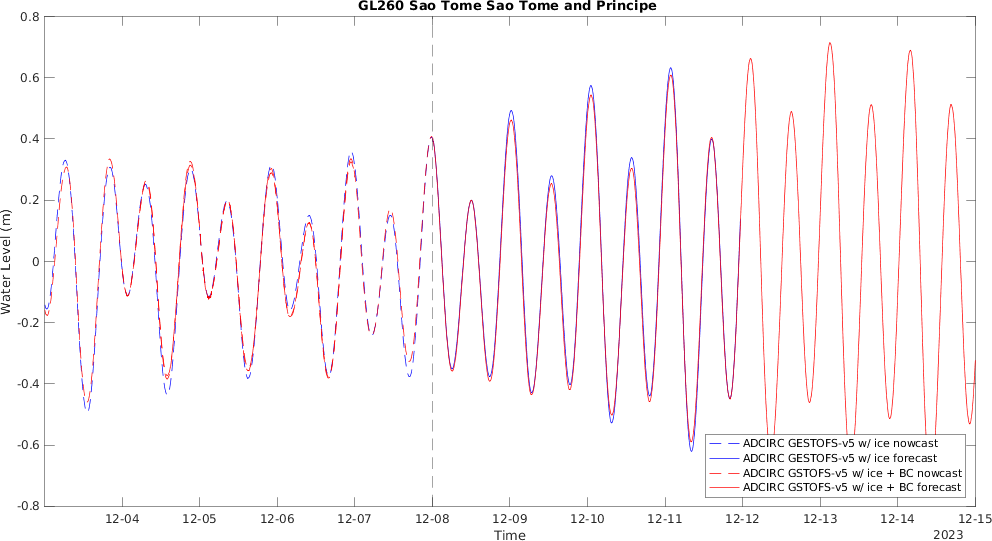 GL260 Sao Tome Sao Tome and Principe
0.8
0.6
0.4
0.2
0
-0.2
-0.4
-0.6
-0.8
Water Level (m)
ADCIRC GESTOFS-v5 w/ ice nowcast
ADCIRC GESTOFS-v5 w/ ice forecast
ADCIRC GSTOFS-v5 w/ ice + BC nowcast
ADCIRC GSTOFS-v5 w/ ice + BC forecast
12-04 12-05 12-06 12-07 12-08 12-09 12-10 12-11 12-12 12-13 12-14 12-15
Time
2023